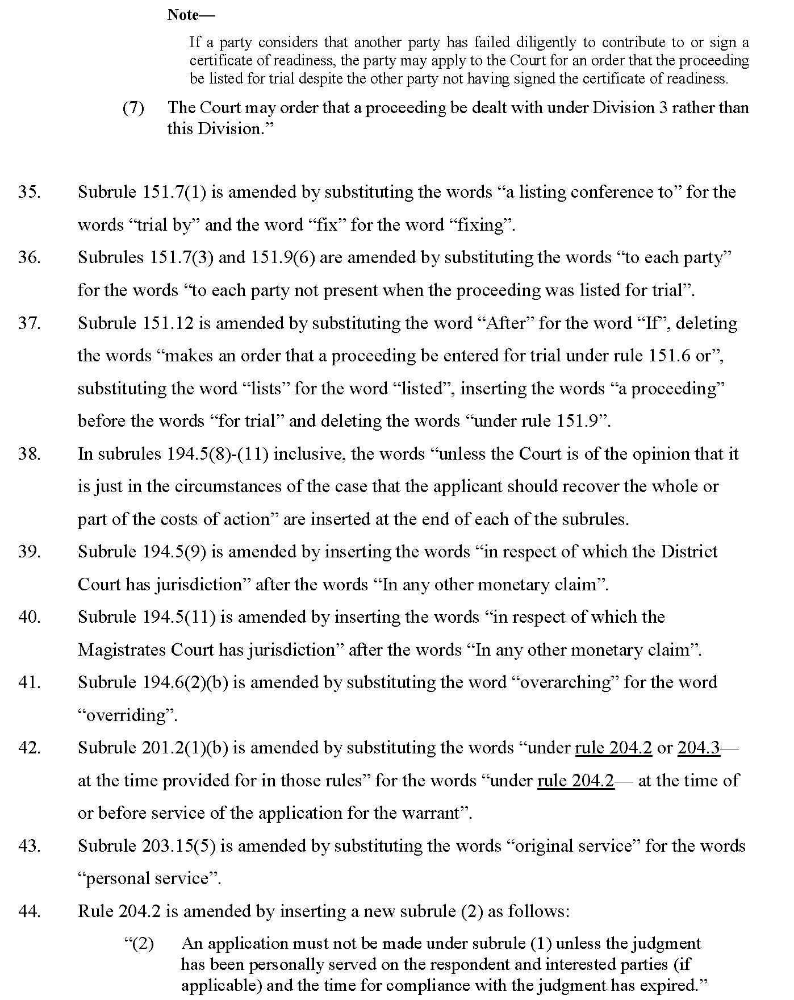 Note—
If a party considers that another party has failed diligently to contribute to or sign a
certificate of readiness, the party may apply to the Court for an order that the proceeding
be listed for trial despite the other party not having signed the certificate of readiness.
(7) The Court may order that a proceeding be dealt with under Division 3 rather than
this Division.”
35. Subrule 151.7(1) is amended by substituting the words “a listing conference to” for the
words “trial by” and the word “fix” for the word “fixing”.
36. Subrules 151.7(3) and 151.9(6) are amended by substituting the words “to each party”
for the words “to each party not present when the proceeding was listed for trial”.
37. Subrule 151.12 is amended by substituting the word “After” for the word “If”, deleting
the words “makes an order that a proceeding be entered for trial under rule 151.6 or”,
substituting the word “lists” for the word “listed”, inserting the words “a proceeding”
before the words “for trial” and deleting the words “under rule 151.9”.
38. In subrules 194.5(8)-(11) inclusive, the words “unless the Court is of the opinion that it
is just in the circumstances of the case that the applicant should recover the whole or
part of the costs of action” are inserted at the end of each of the subrules.
39. Subrule 194.5(9) is amended by inserting the words “in respect of which the District
Court has jurisdiction” after the words “In any other monetary claim”.
40. Subrule 194.5(11) is amended by inserting the words “in respect of which the
Magistrates Court has jurisdiction” after the words “In any other monetary claim”.
41. Subrule 194.6(2)(b) is amended by substituting the word “overarching” for the word
“overriding”.
42. Subrule 201.2(1)(b) is amended by substituting the words “under rule 204.2 or 204.3—
at the time provided for in those rules” for the words “under rule 204.2— at the time of
or before service of the application for the warrant”.
43. Subrule 203.15(5) is amended by substituting the words “original service” for the words
“personal service”.
44. Rule 204.2 is amended by inserting a new subrule (2) as follows:
“(2) An application must not be made under subrule (1) unless the judgment
has been personally served on the respondent and interested parties (if
applicable) and the time for compliance with the judgment has expired.”